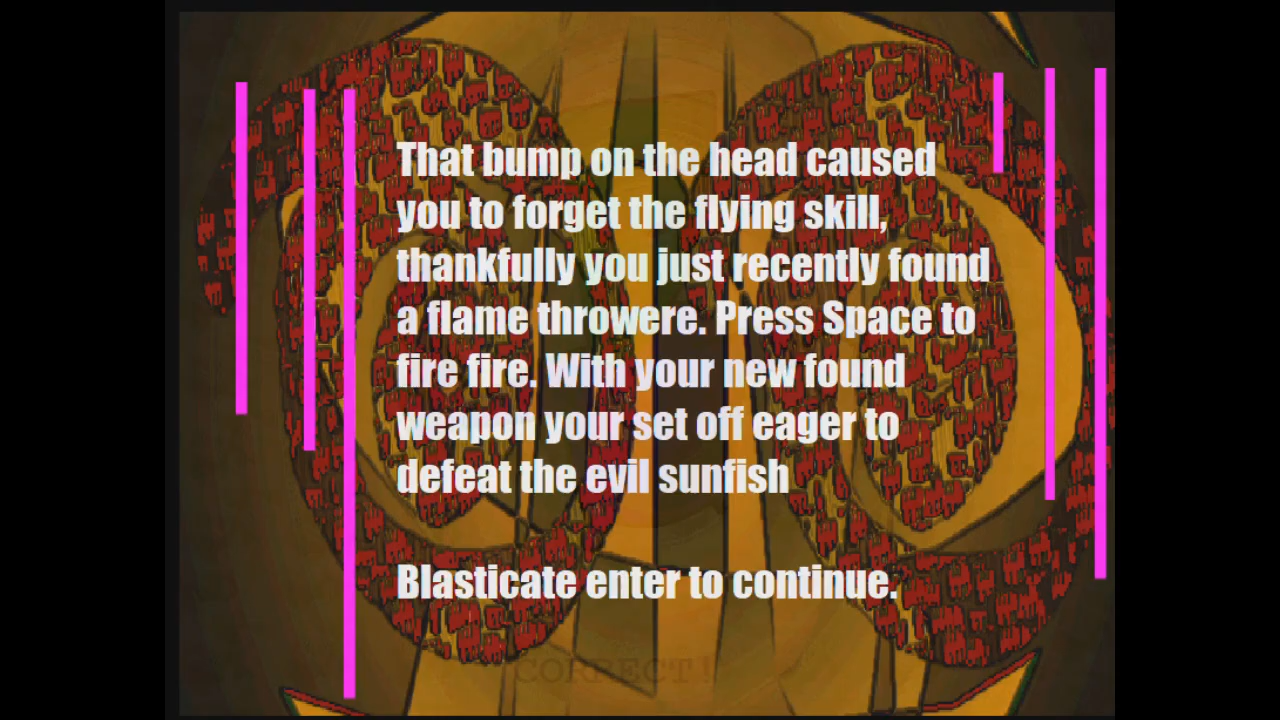 That bump on the head caused
you to forget the flying skill,
thankfully you just recently found
a flame throwere. Press Space to
fire fire. With your new found
weapon your set off eager to
defeat the evil sunfish
Blasticate enter to continue.
CORRECT!